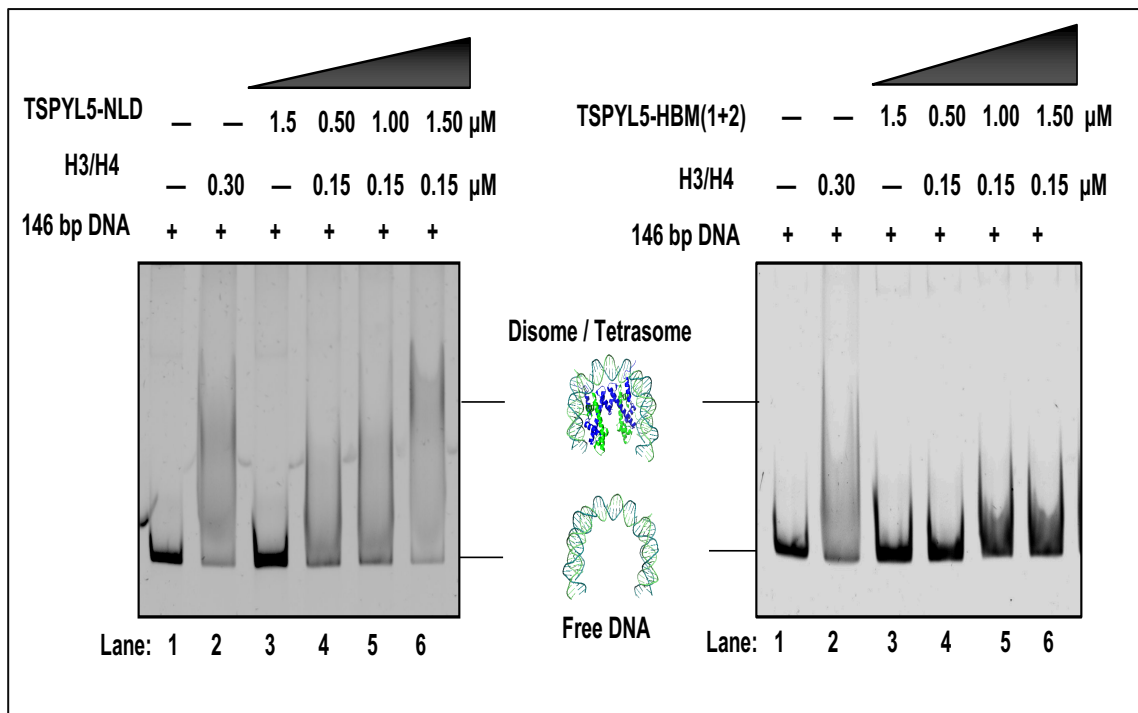 TSPYL5-NLD — — 1.5 0.50 1.00 1.50 µM
H3/H4 — 0.30 — 0.15 0.15 0.15 µM
146 bp DNA + + + + + +
Lane: 1 2 3 4 5 6
Disome / Tetrasome
Free DNA
TSPYL5-HBM(1+2) — — 1.5 0.50 1.00 1.50 µM
H3/H4 — 0.30 — 0.15 0.15 0.15 µM
146 bp DNA + + + + + +
Lane: 1 2 3 4 5 6